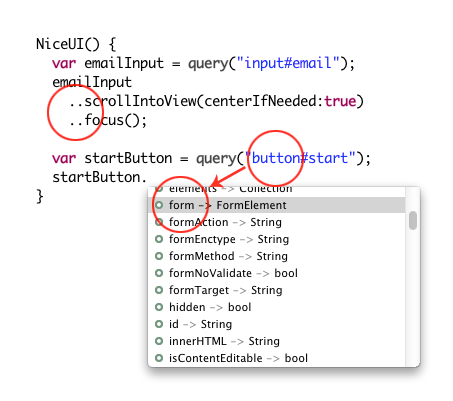 NiceUI() {
var emailInput = query("input#email");
emailInput
..scrollIntoView(centerIfNeeded:true)
..focus();
var startButton = query("button#start");
startButton.
elements -> Collection
form -> FormElement
formAction -> String
formEnctype -> String
formMethod -> String
formNoValidate -> bool
formTarget -> String
hidden -> bool
id -> String
innerHTML -> String
isContentEditable -> bool
}